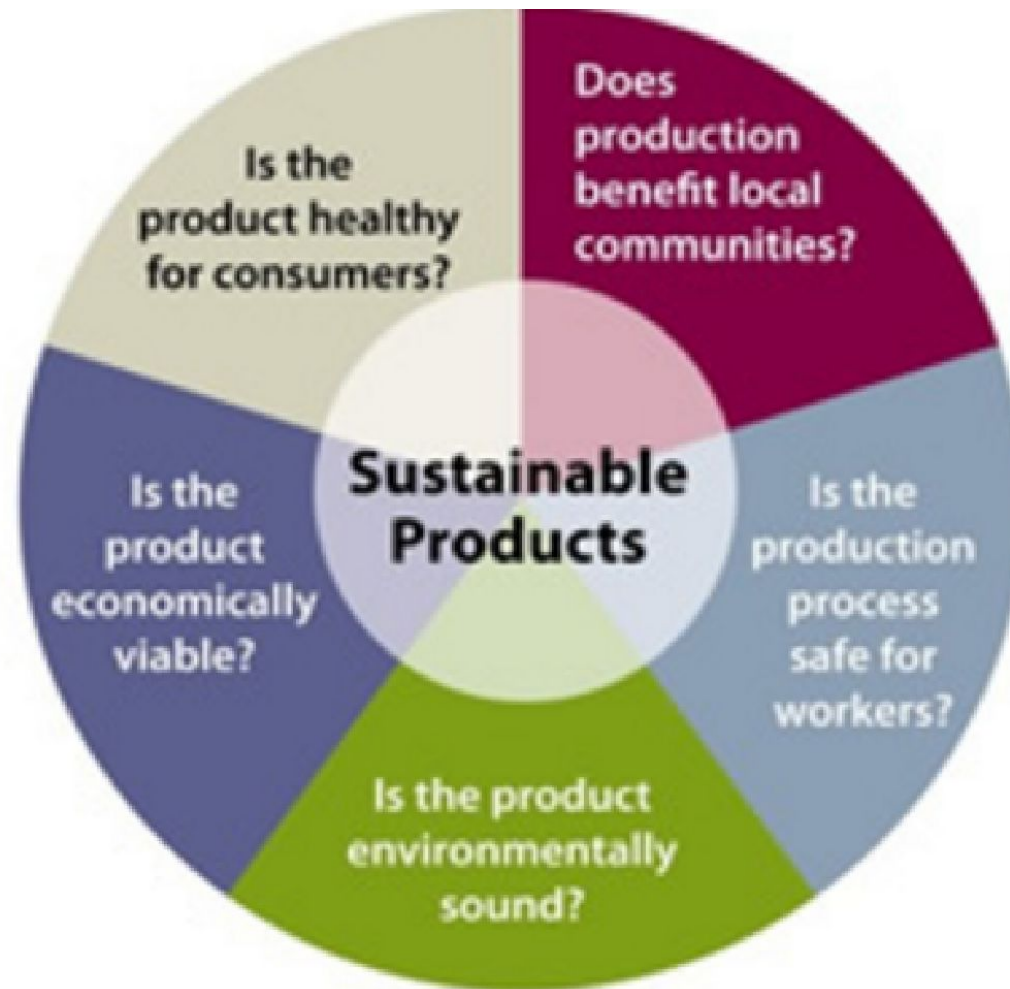 Does
production
benefit local
communities?
Is the
production
process
safe for
workers?
Is the product
environmentally
sound?
Is the
product
economically
viable?
Is the
product healthy
for consumers?
Sustainable
Products